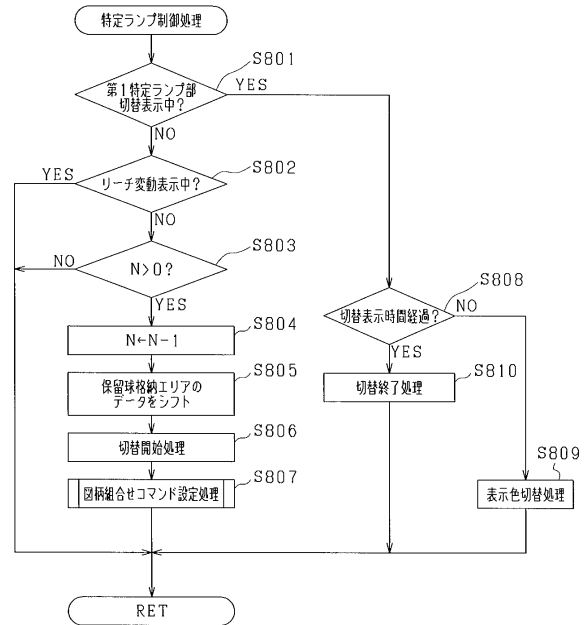 特定ランプ制御処理
S801
第1特定ランプ部
切替表示中?
YES
NO
S802
YES
リーチ変動表示中?
NO
S803
NO
N>0?
YES
S804
N←N-1
S805
保留球格納エリアの
データをシフト
S806
切替開始処理
S807
図柄組合せコマンド設定処理
S808
切替表示時間経過?
NO
YES
S810
切替終了処理
S809
表示色切替処理
RET